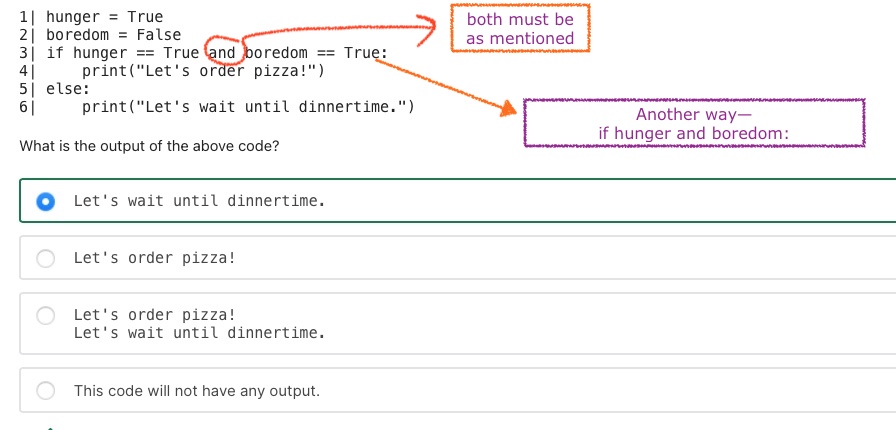 1| hunger = True
2| boredom = False
3| if hunger == True and boredom == True:
4|     print("Let's order pizza!")
5| else:
6|     print("Let's wait until dinnertime.")
both must be
as mentioned
Another way—
if hunger and boredom:
What is the output of the above code?
Let's wait until dinnertime.
Let's order pizza!
Let's order pizza!
Let's wait until dinnertime.
This code will not have any output.